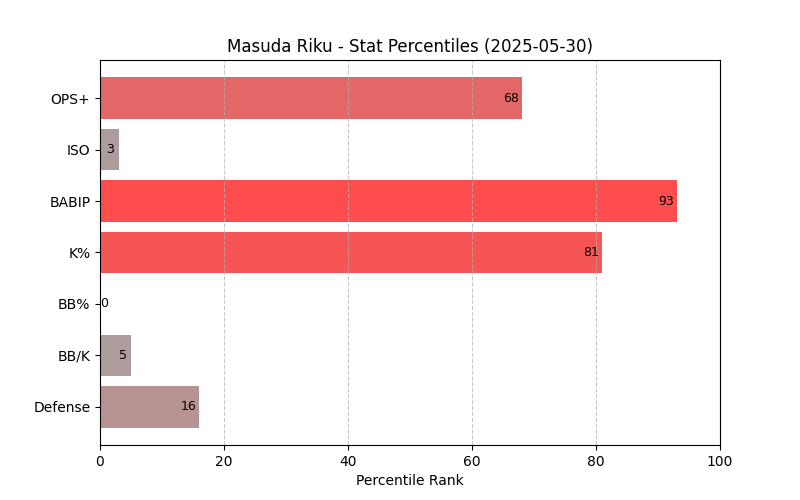 Masuda Riku - Stat Percentiles (2025-05-30)
OPS+ 68
ISO 3
BABIP 93
K% 81
BB% 0
BB/K 5
Defense 16
0 20 40 60 80 100
Percentile Rank